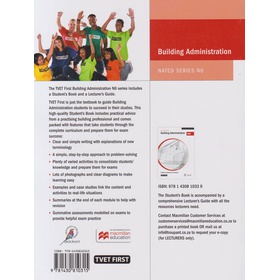 Building Administration
NATED SERIES N6
The TVET First Building Administration N6 series includes
a Student's Book and a Lecturer's Guide.
TVET First is just the textbook to guide Building
Administration students to succeed in their studies. This
high quality Student's Book includes practical advice
from a practising building professional and comes
packed with features that take students through the
complete curriculum and prepare them for exam
success:
• Clear and simple writing with explanations of new
terminology
• A simple, step-by-step approach to problem-solving
• Plenty of varied activities to consolidate students'
knowledge and prepare them for exams
• Lots of photographs and clear diagrams to make
learning easy
• Examples and case studies link the content and
activities to real-life situations
• Summaries at the end of each module to help with
revision
• Summative assessments modelled on exams to
provide helpful exam practice
Building Administration
ISBN: 978 1 4308 1033 9
The Student's Book is accompanied by a
comprehensive Lecturer's Guide with all the
resources lecturers need.
Contact Macmillan Customer Services at
customerservices@macmillaneducation.co.za
to purchase a printed book OR mail us at
to request your e-copy
(for LECTURERS only).
macmillan
education
TVET FIRST
9 781430 810315